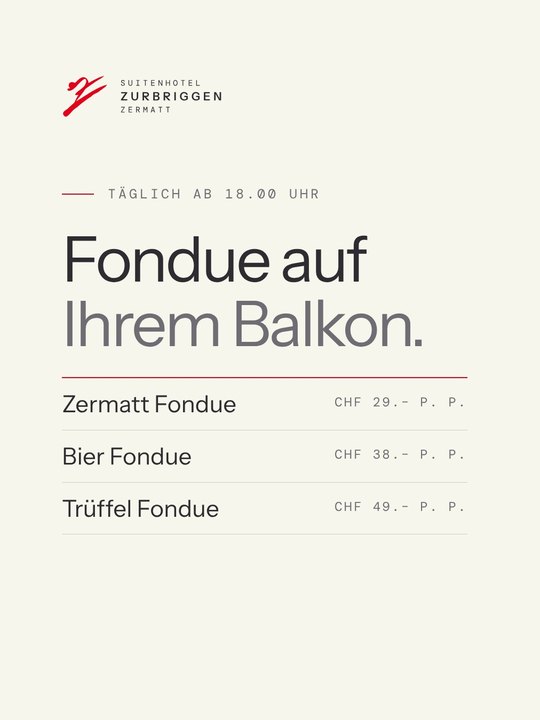 SUITENHOTEL
ZURBRIGGEN
ZERMATT
TÄGLICH AB 18.00 UHR
Fondue auf
Ihrem Balkon.
Zermatt Fondue CHF 29.– P. P.
Bier Fondue CHF 38.– P. P.
Trüffel Fondue CHF 49.– P. P.